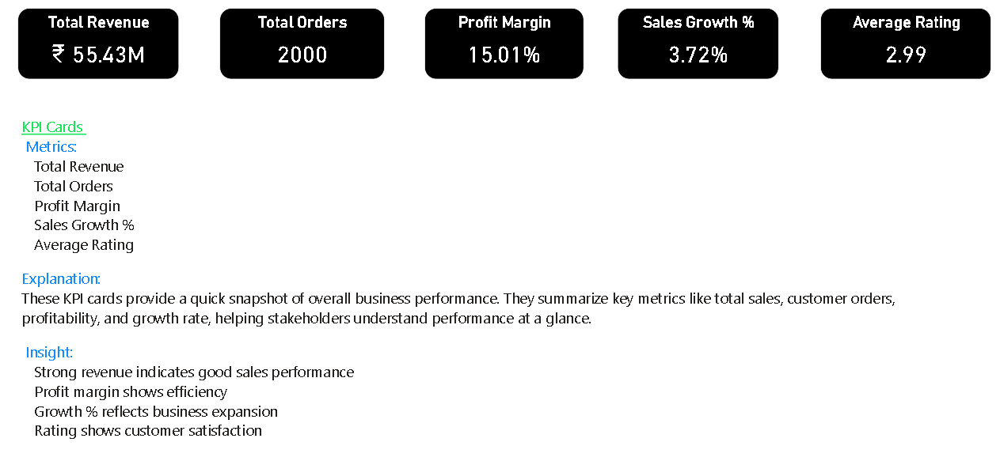 Total Revenue
₹ 55.43M
Total Orders
2000
Profit Margin
15.01%
Sales Growth %
3.72%
Average Rating
2.99
KPI Cards
Metrics:
Total Revenue
Total Orders
Profit Margin
Sales Growth %
Average Rating
Explanation:
These KPI cards provide a quick snapshot of overall business performance. They summarize key metrics like total sales, customer orders,
profitability, and growth rate, helping stakeholders understand performance at a glance.
Insight:
Strong revenue indicates good sales performance
Profit margin shows efficiency
Growth % reflects business expansion
Rating shows customer satisfaction